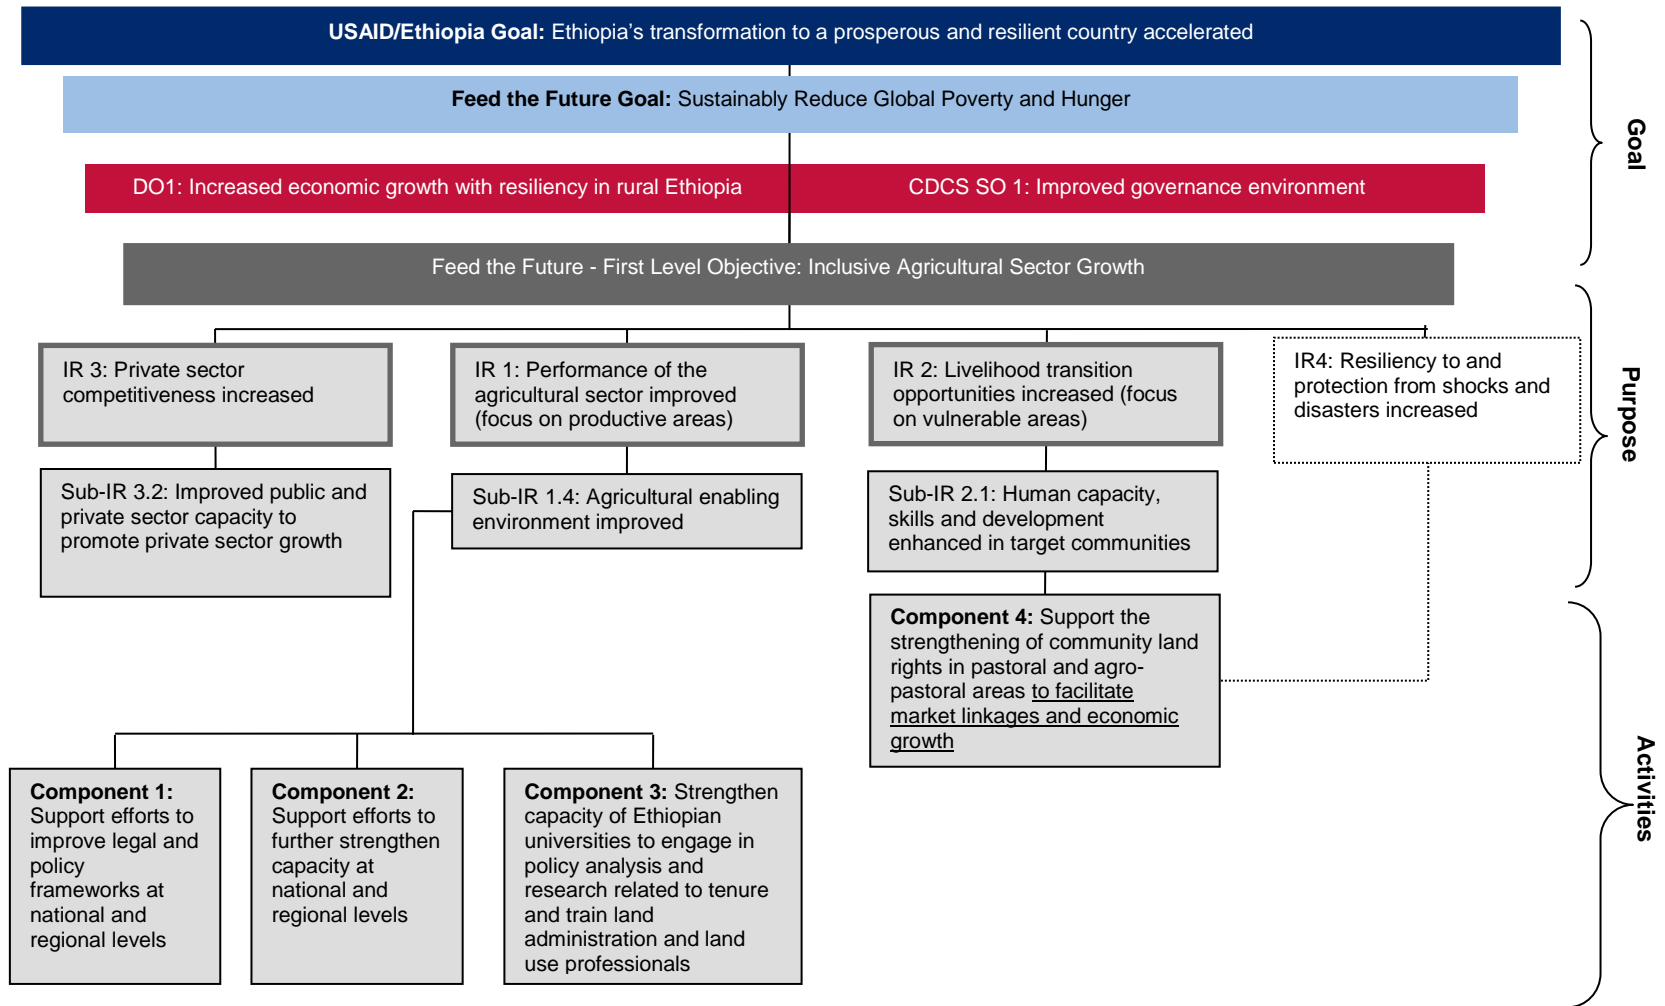 USAID/Ethiopia Goal: Ethiopia's transformation to a prosperous and resilient country accelerated
Feed the Future Goal: Sustainably Reduce Global Poverty and Hunger
DO1: Increased economic growth with resiliency in rural Ethiopia
CDCS SO 1: Improved governance environment
Goal
Feed the Future - First Level Objective: Inclusive Agricultural Sector Growth
IR 3: Private sector
competitiveness increased
IR 1: Performance of the
agricultural sector improved
(focus on productive areas)
IR 2: Livelihood transition
opportunities increased (focus
on vulnerable areas)
IR4: Resiliency to and
protection from shocks and
disasters increased
Purpose
Sub-IR 3.2: Improved public and
private sector capacity to
promote private sector growth
Sub-IR 1.4: Agricultural enabling
environment improved
Sub-IR 2.1: Human capacity,
skills and development
enhanced in target communities
Component 4: Support the
strengthening of community land
rights in pastoral and agro-
pastoral areas to facilitate
market linkages and economic
growth
Activities
Component 1:
Support efforts to
improve legal and
policy
frameworks at
national and
regional levels
Component 2:
Support efforts to
further strengthen
capacity at
national and
regional levels
Component 3: Strengthen
capacity of Ethiopian
universities to engage in
policy analysis and
research related to tenure
and train land
administration and land
use professionals